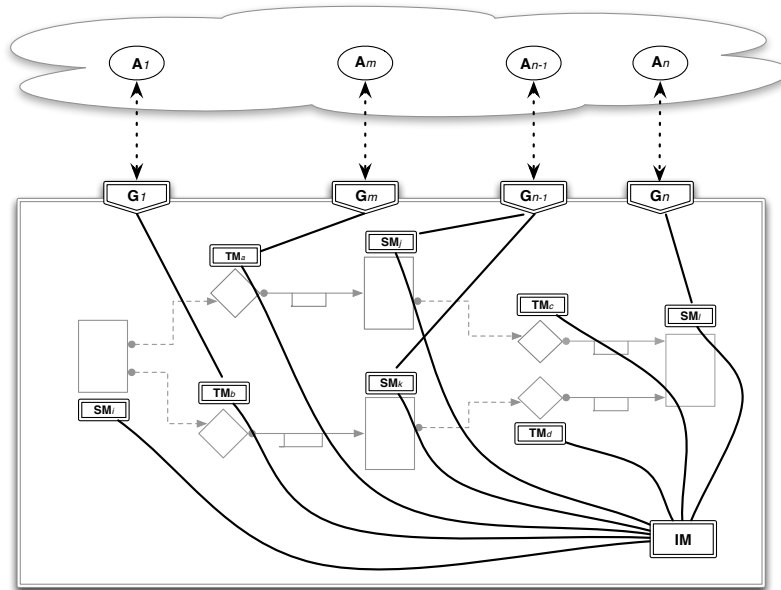 A1 Am An-1 An
G1 Gm Gn-1 Gn
TMa SMj
TMc SMl
SMi TMb SMk
TMd
IM